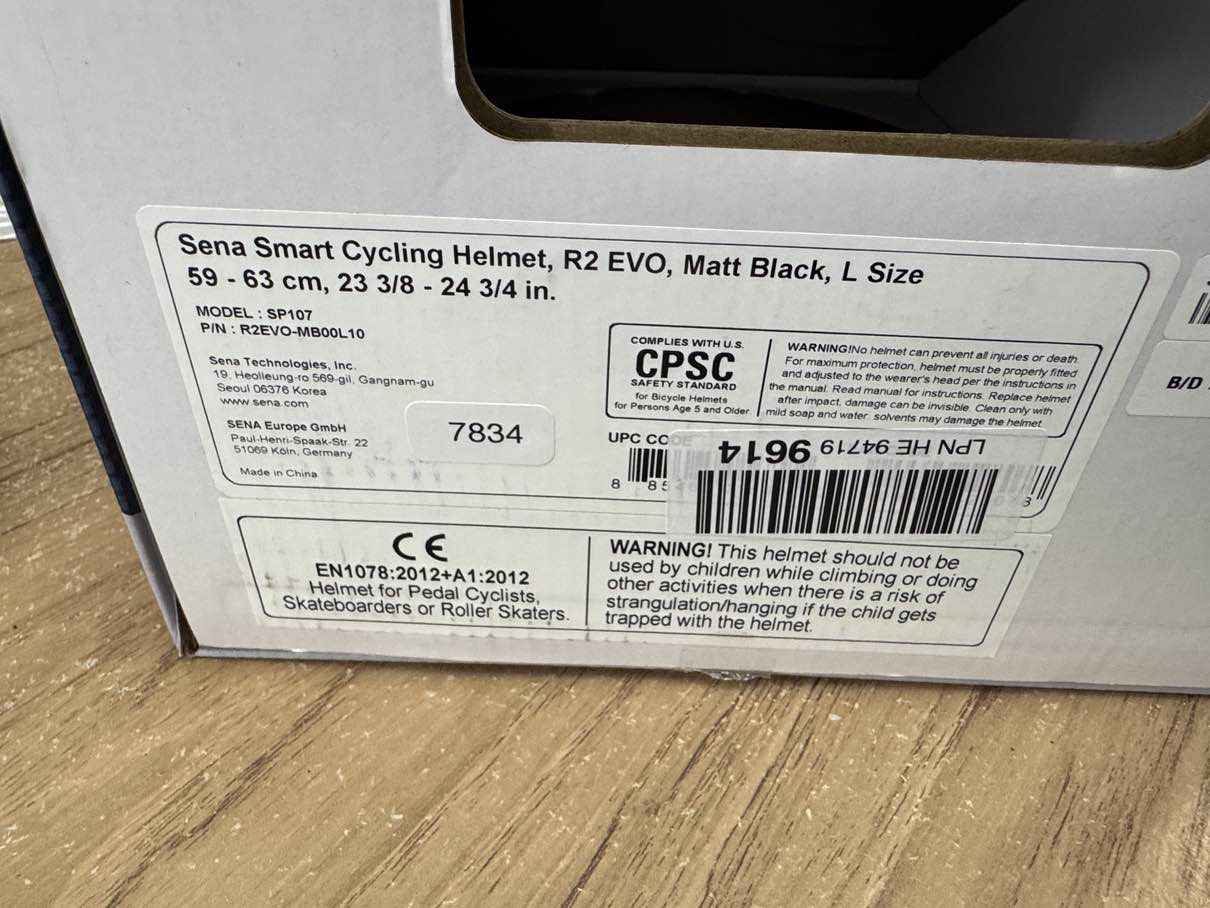 Sena Smart Cycling Helmet, R2 EVO, Matt Black, L Size
59 - 63 cm, 23 3/8 - 24 3/4 in.
MODEL : SP107
P/N : R2EVO-MB00L10
Sena Technologies, Inc.
19, Heolleung-ro 569-gil, Gangnam-gu
Seoul 06376 Korea
www.sena.com
SENA Europe GmbH
Paul-Henri-Spaak-Str. 22
51069 Köln, Germany
Made in China
7834
COMPLIES WITH U.S.
CPSC
SAFETY STANDARD
for Bicycle Helmets
for Persons Age 5 and Older
WARNING!No helmet can prevent all injuries or death.
For maximum protection, helmet must be properly fitted
and adjusted to the wearer's head per the instructions in
the manual. Read manual for instructions. Replace helmet
after impact, damage can be invisible. Clean only with
mild soap and water, solvents may damage the helmet.
UPC CODE
8 85 3
LPN HE 94719 9614
B/D
CE
EN1078:2012+A1:2012
Helmet for Pedal Cyclists,
Skateboarders or Roller Skaters.
WARNING! This helmet should not be
used by children while climbing or doing
other activities when there is a risk of
strangulation/hanging if the child gets
trapped with the helmet.